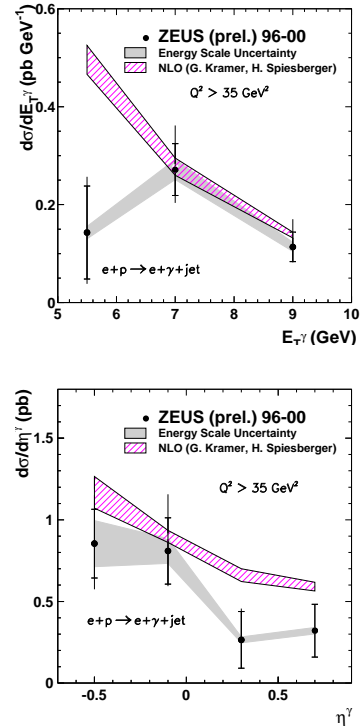 dσ/dE_T^γ (pb GeV⁻¹)
0.6
0.4
0.2
0
ZEUS (prel.) 96-00
Energy Scale Uncertainty
NLO (G. Kramer, H. Spiesberger)
Q² > 35 GeV²
e+p → e+γ+jet
5 6 7 8 9 10
E_T^γ (GeV)
dσ/dη^γ (pb)
1.5
1
0.5
0
ZEUS (prel.) 96-00
Energy Scale Uncertainty
NLO (G. Kramer, H. Spiesberger)
Q² > 35 GeV²
e+p → e+γ+jet
-0.5 0 0.5
η^γ